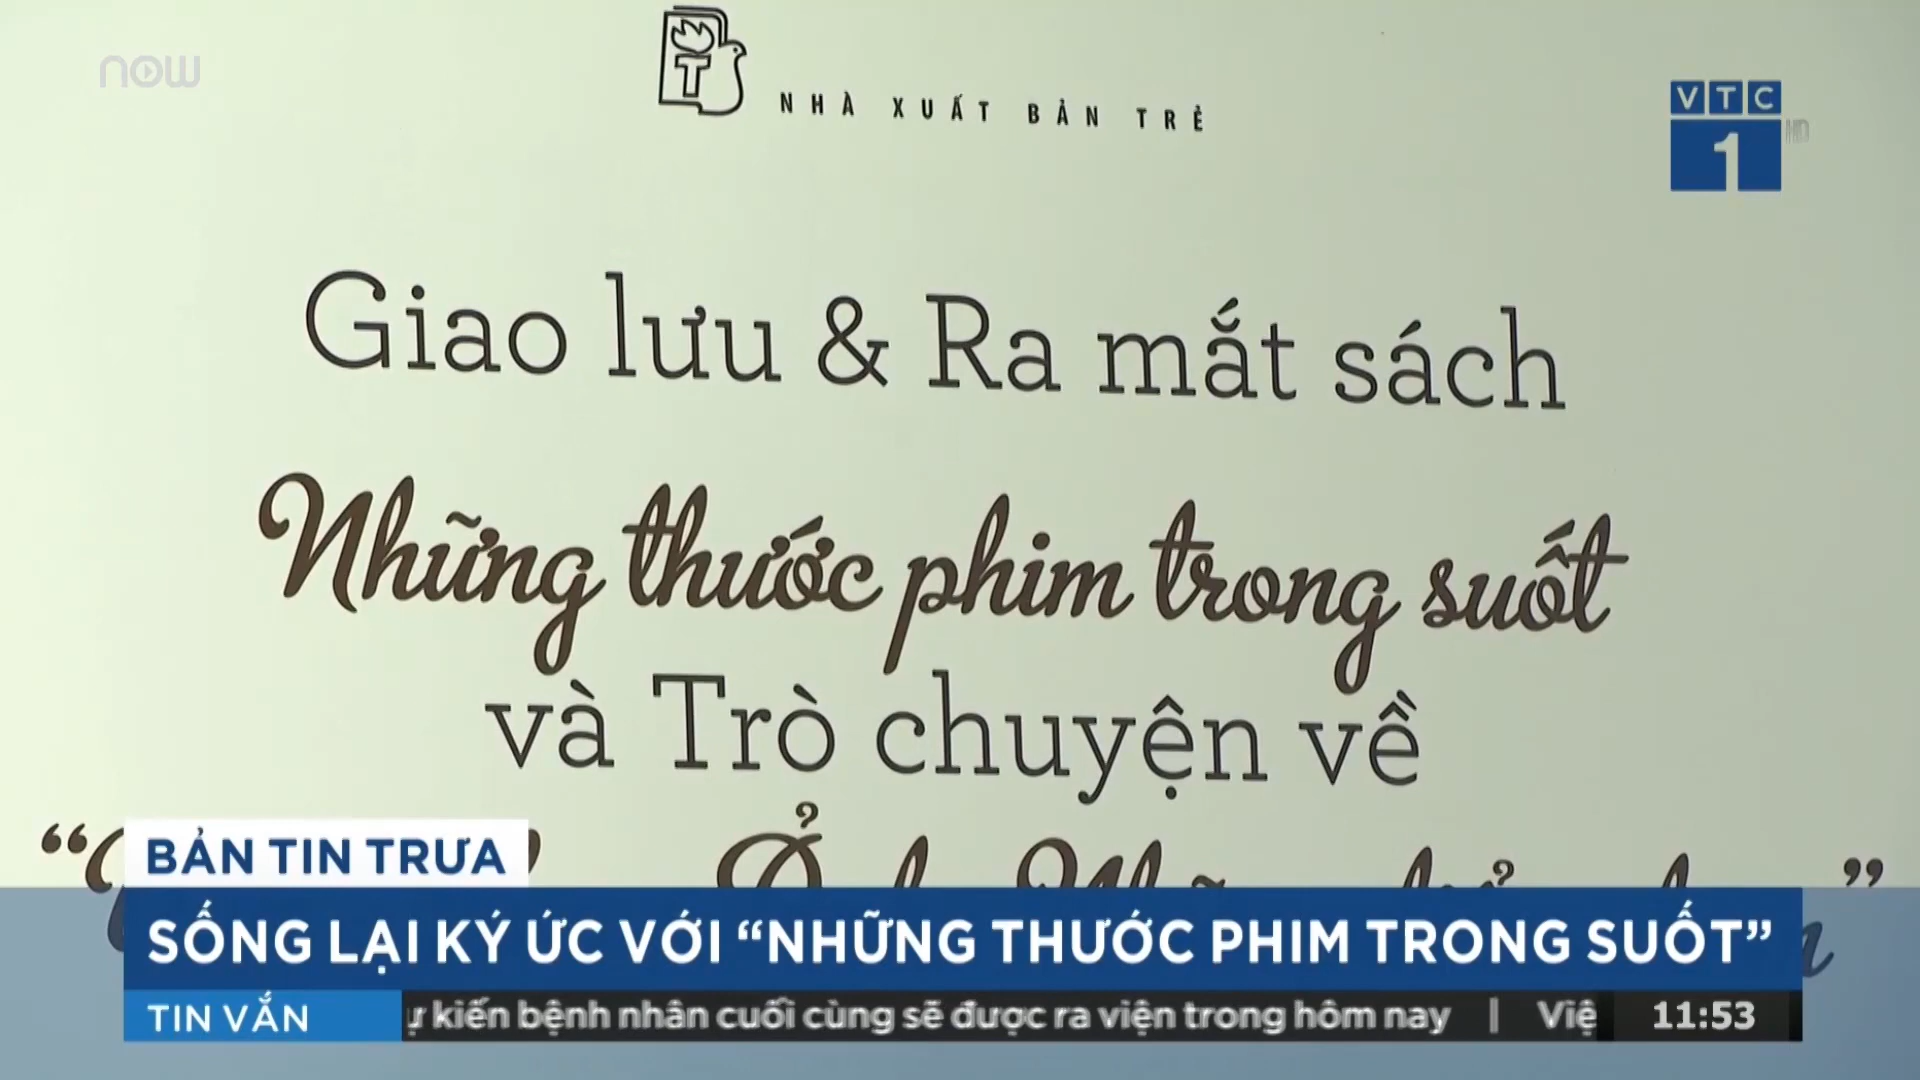 now
VTC
1
HD
T
NHÀ XUẤT BẢN TRẺ
Giao lưu & Ra mắt sách
Những thước phim trong suốt
và Trò chuyện về
BẢN TIN TRƯA
SỐNG LẠI KÝ ỨC VỚI “NHỮNG THƯỚC PHIM TRONG SUỐT”
TIN VẮN
kiến bệnh nhân cuối cùng sẽ được ra viện trong hôm nay | Việ
11:53